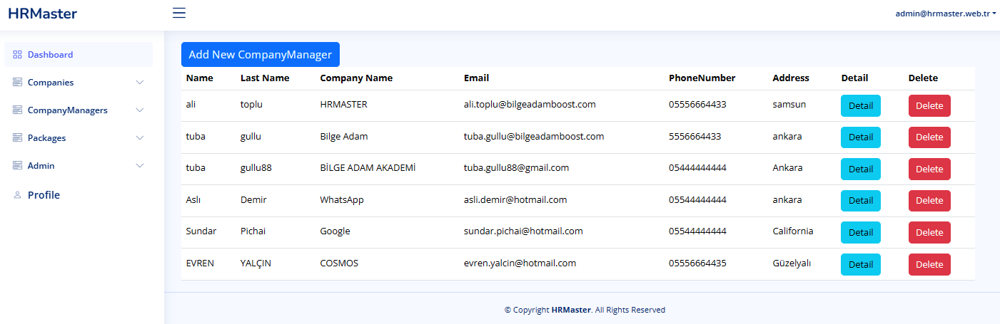 HRMaster
admin@hrmaster.web.tr
Dashboard
Companies
CompanyManagers
Packages
Admin
Profile
Add New CompanyManager
Name Last Name Company Name Email PhoneNumber Address Detail Delete
ali toplu HRMASTER ali.toplu@bilgeadamboost.com 05556664433 samsun Detail Delete
tuba gullu Bilge Adam tuba.gullu@bilgeadamboost.com 5556664433 ankara Detail Delete
tuba gullu88 BİLGE ADAM AKADEMİ tuba.gullu88@gmail.com 05444444444 Ankara Detail Delete
Aslı Demir WhatsApp asli.demir@hotmail.com 05544444444 ankara Detail Delete
Sundar Pichai Google sundar.pichai@hotmail.com 05544444444 California Detail Delete
EVREN YALÇIN COSMOS evren.yalcin@hotmail.com 05556664435 Güzelyalı Detail Delete
© Copyright HRMaster. All Rights Reserved